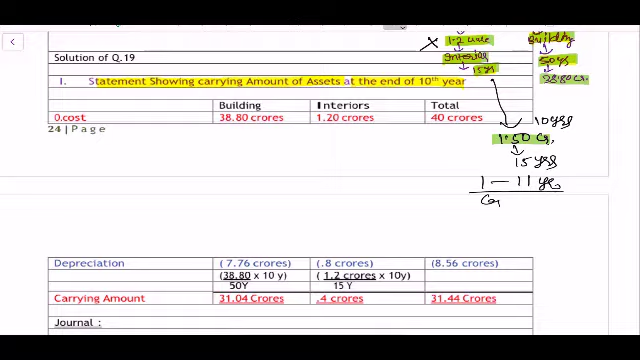 1.2 Crore
Building
Interior
50 yrs
15 yrs
38.80 Cr.
Solution of Q.19
I. Statement Showing carrying Amount of Assets at the end of 10th year
Building Interiors Total
O.cost 38.80 crores 1.20 crores 40 crores
24 | Page
10 yrs
1.50 Cr.
15 yrs
1 — 11 yr
Depreciation (7.76 crores) (.8 crores) (8.56 crores)
(38.80 x 10 y) (1.2 crores x 10y)
50Y 15 Y
Carrying Amount 31.04 Crores .4 crores 31.44 Crores
Journal :